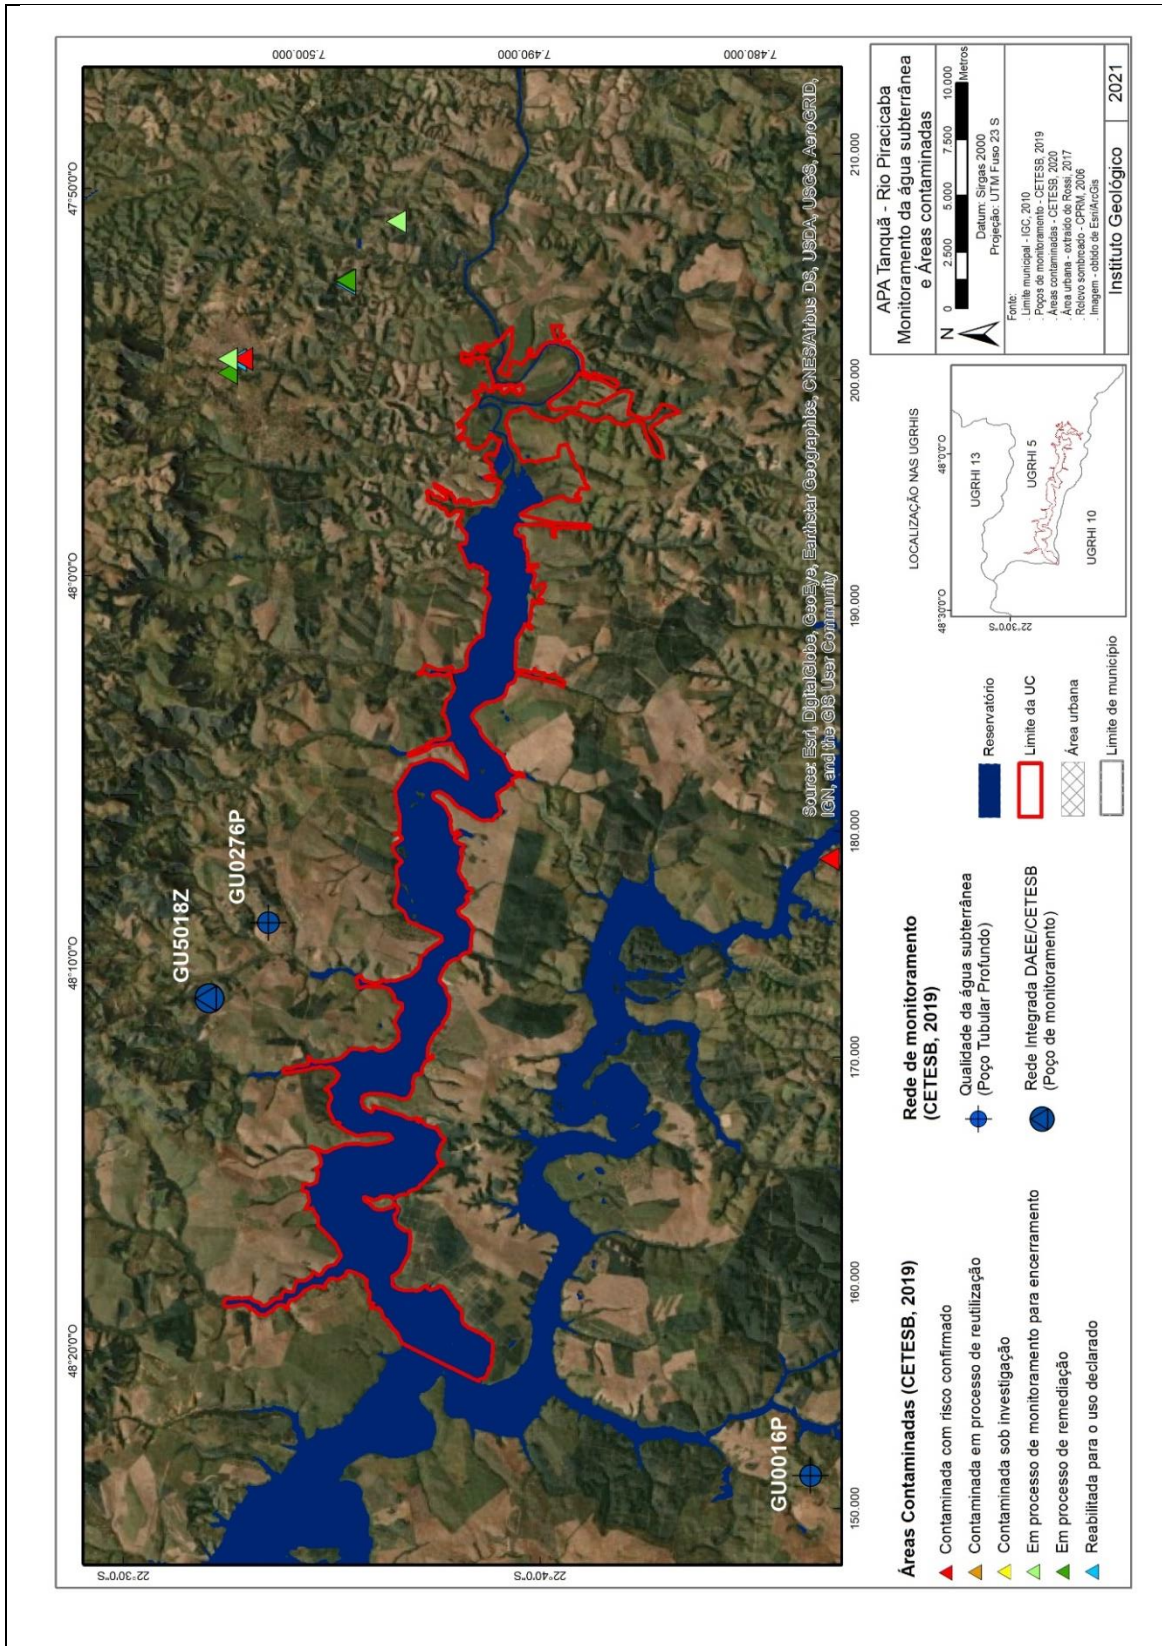 48°20'0"O
48°10'0"O
48°0'0"O
47°50'0"O
22°30'0"S
22°40'0"S
7.500.000
7.490.000
7.480.000
GU5018Z
GU0276P
GU0016P
Source: Esri, DigitalGlobe, GeoEye, Earthstar Geographics, CNES/Airbus DS, USDA, USGS, AeroGRID,
IGN, and the GIS User Community
150.000
160.000
170.000
180.000
190.000
200.000
210.000
Áreas Contaminadas (CETESB, 2019)
Contaminada com risco confirmado
Contaminada em processo de reutilização
Contaminada sob investigação
Em processo de monitoramento para encerramento
Em processo de remediação
Reabilitada para o uso declarado
Rede de monitoramento
(CETESB, 2019)
Qualidade da água subterrânea
(Poço Tubular Profundo)
Rede Integrada DAEE/CETESB
(Poço de monitoramento)
Reservatório
Limite da UC
Área urbana
Limite de município
LOCALIZAÇÃO NAS UGRHIS
48°30'0"O
48°0'0"O
22°30'0"S
UGRHI 13
UGRHI 5
UGRHI 10
APA Tanquã - Rio Piracicaba
Monitoramento da água subterrânea
e Áreas contaminadas
N
0
2.500
5.000
7.500
10.000
Metros
Datum: Sirgas 2000
Projeção: UTM Fuso 23 S
Fonte:
. Limite municipal - IGC, 2010
. Poços de monitoramento - CETESB, 2019
. Áreas contaminadas - CETESB, 2020
. Área urbana - extraído de Rossi, 2017
. Relevo sombreado - CPRM, 2006
. Imagem - obtido de Esri/ArcGis
Instituto Geológico
2021